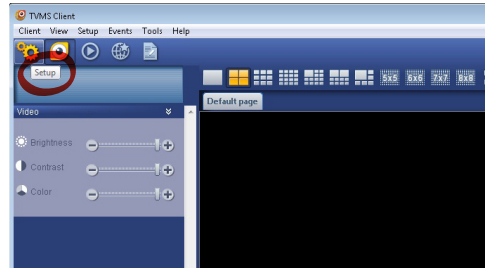 TVMS Client
Client View Setup Events Tools Help
Setup
5x5 6x6 7x7 8x8
Default page
Video
Brightness
Contrast
Color